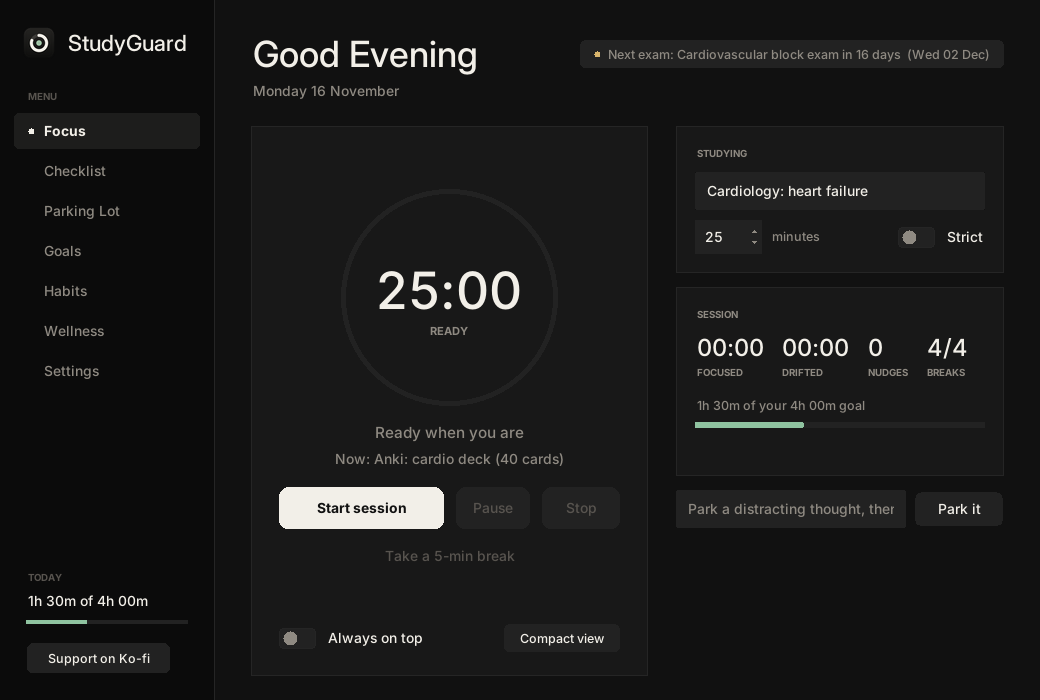 StudyGuard
MENU
Focus
Checklist
Parking Lot
Goals
Habits
Wellness
Settings
TODAY
1h 30m of 4h 00m
Support on Ko-fi
Good Evening
Monday 16 November
Next exam: Cardiovascular block exam in 16 days (Wed 02 Dec)
25:00
READY
Ready when you are
Now: Anki: cardio deck (40 cards)
Start session
Pause
Stop
Take a 5-min break
Always on top
Compact view
STUDYING
Cardiology: heart failure
25 minutes
Strict
SESSION
00:00 00:00 0 4/4
FOCUSED DRIFTED NUDGES BREAKS
1h 30m of your 4h 00m goal
Park a distracting thought, ther
Park it